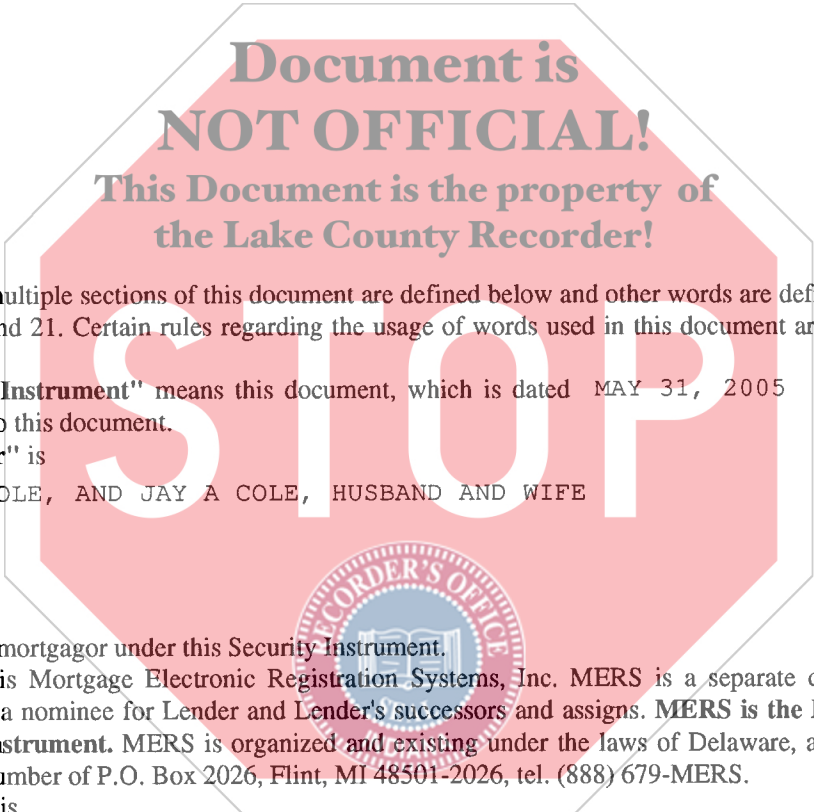 Document is
NOT OFFICIAL!
This Document is the property of
the Lake County Recorder!
ultiple sections of this document are defined below and other words are def
nd 21. Certain rules regarding the usage of words used in this document ar
Instrument" means this document, which is dated MAY 31, 2005
o this document.
r" is
OLE, AND JAY A COLE, HUSBAND AND WIFE
STOP
RECORDER'S OFFICE
mortgagor under this Security Instrument.
is Mortgage Electronic Registration Systems, Inc. MERS is a separate c
a nominee for Lender and Lender's successors and assigns. MERS is the
nstrument. MERS is organized and existing under the laws of Delaware, a
umber of P.O. Box 2026, Flint, MI 48501-2026, tel. (888) 679-MERS.
is